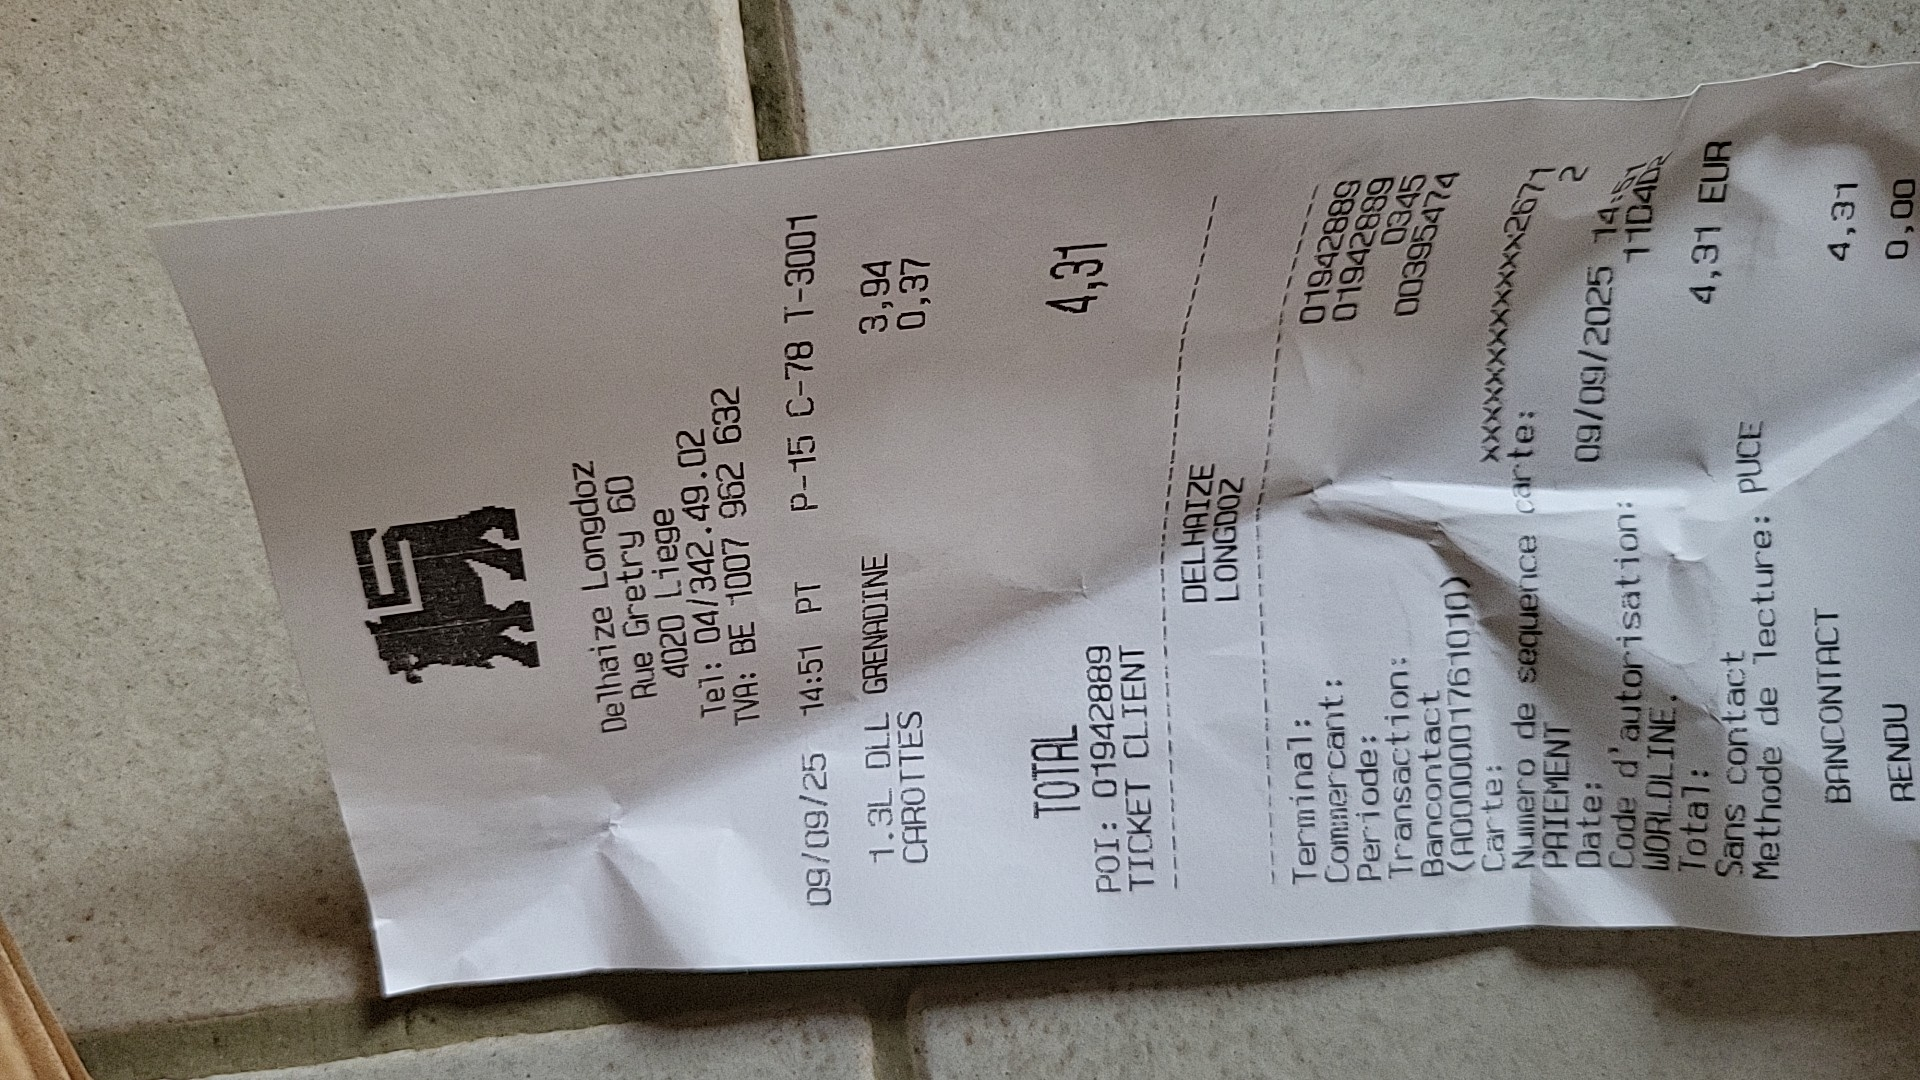 Delhaize Longdoz
Rue Gretry 60
4020 Liege
Tel: 04/342.49.02
TVA: BE 1007 962 632
09/09/25 14:51 PT P-15 C-78 T-3001
1.3L DLL GRENADINE 3,94
CAROTTES 0,37
TOTAL 4,31
POI: 01942889
TICKET CLIENT
DELHAIZE
LONGDOZ
Terminal: 01942889
Commercant: 01942889
Periode: 0345
Transaction: 00395474
Bancontact
(A0000001761010)
Carte: xxxxxxxxxxxxx2671
Numero de sequence carte: 2
PAIEMENT
Date: 09/09/2025 14:51
Code d'autorisation:
WORLDLINE.
Total: 4,31 EUR
Sans contact
Methode de lecture: PUCE
BANCONTACT 4,31
RENDU 0,00